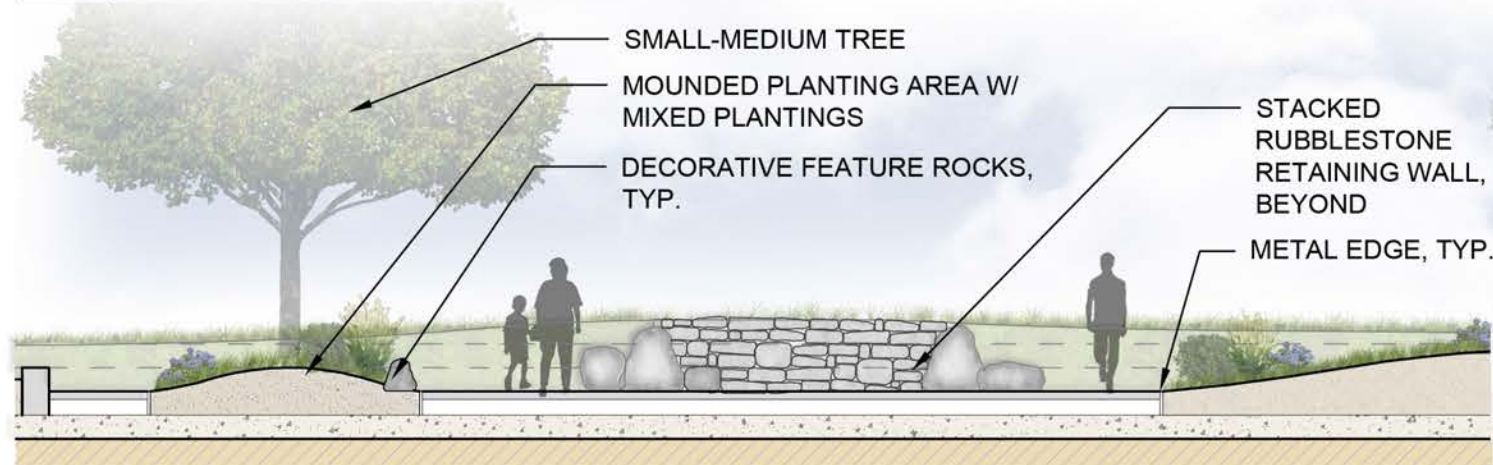 SMALL-MEDIUM TREE
MOUNDED PLANTING AREA W/
MIXED PLANTINGS
DECORATIVE FEATURE ROCKS,
TYP.
STACKED
RUBBLESTONE
RETAINING WALL,
BEYOND
METAL EDGE, TYP.